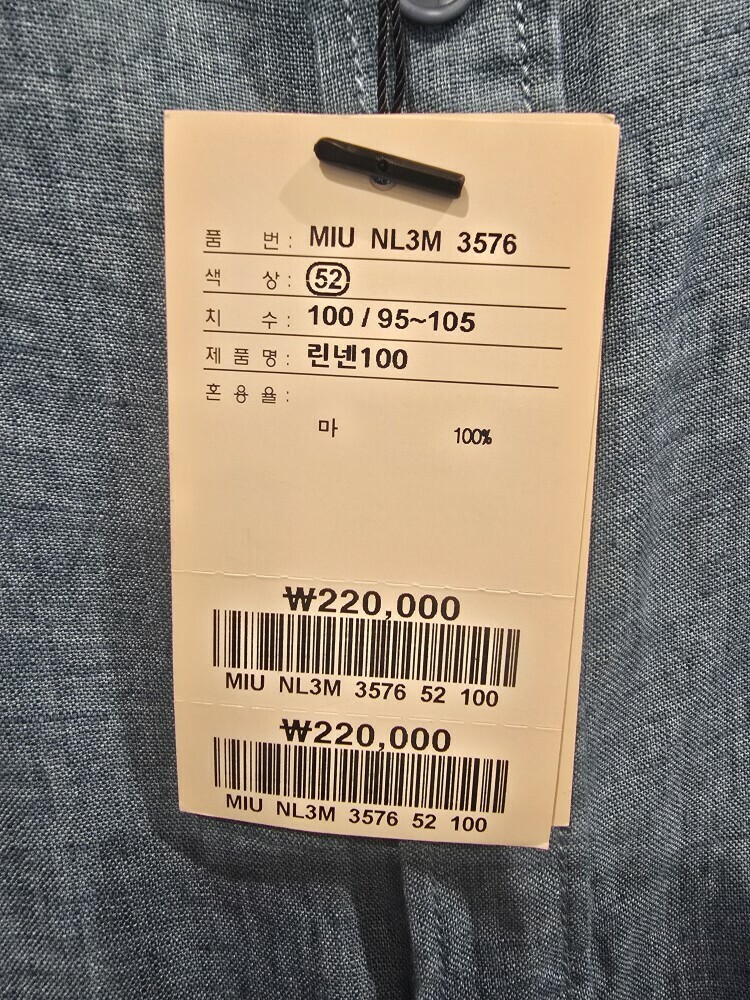 품 번 : MIU NL3M 3576
색 상 : 52
치 수 : 100 / 95~105
제 품 명 : 린넨100
혼 용 율 :
마 100%
₩220,000
MIU NL3M 3576 52 100
₩220,000
MIU NL3M 3576 52 100